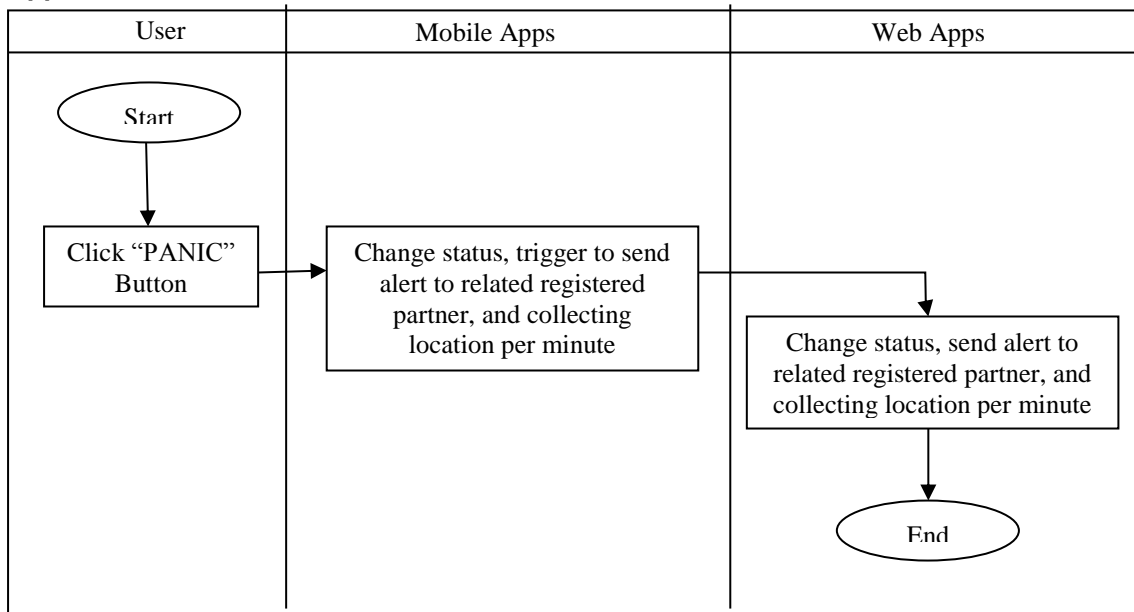 User
Mobile Apps
Web Apps
Start
Click “PANIC”
Button
Change status, trigger to send
alert to related registered
partner, and collecting
location per minute
Change status, send alert to
related registered partner, and
collecting location per minute
End